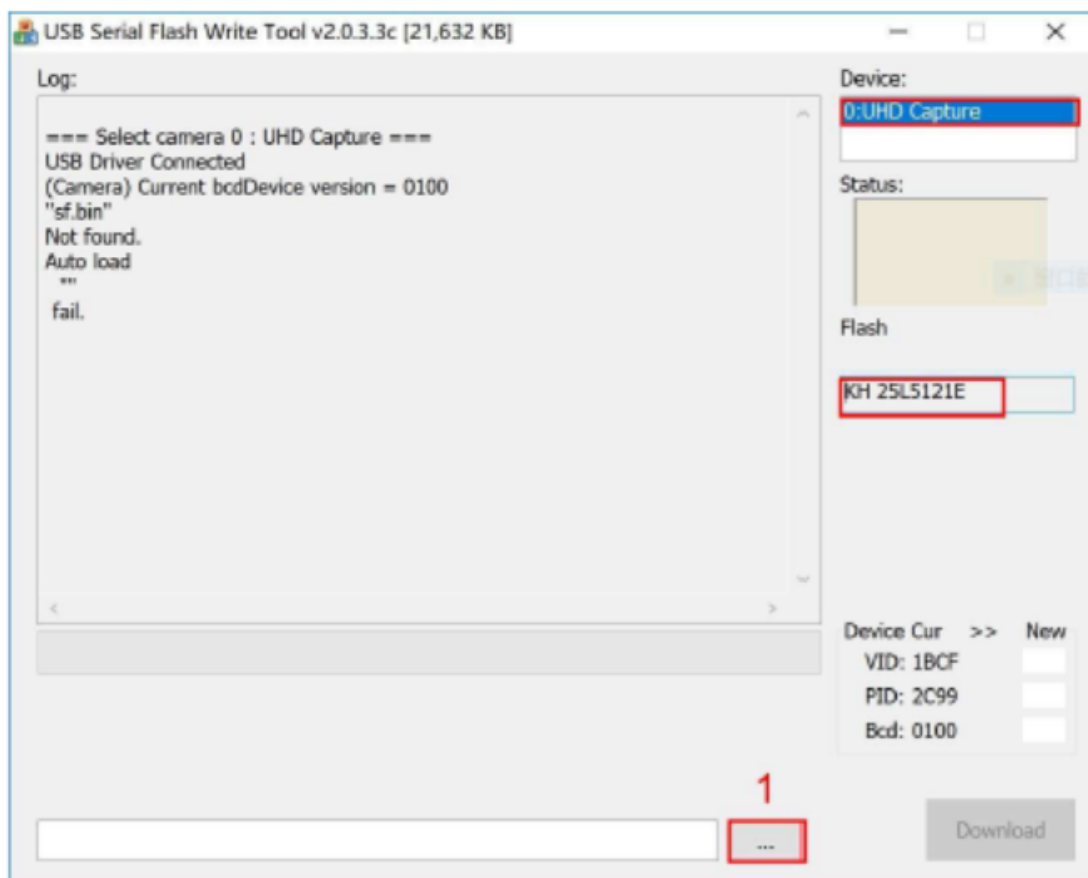 USB Serial Flash Write Tool v2.0.3.3c [21,632 KB]
Log:
Device:
=== Select camera 0 : UHD Capture ===
USB Driver Connected
(Camera) Current bcdDevice version = 0100
"sf.bin"
Not found.
Auto load
""
fail.
0:UHD Capture
Status:
Flash
KH 25L5121E
Device Cur >> New
VID: 1BCF
PID: 2C99
Bcd: 0100
1
...
Download